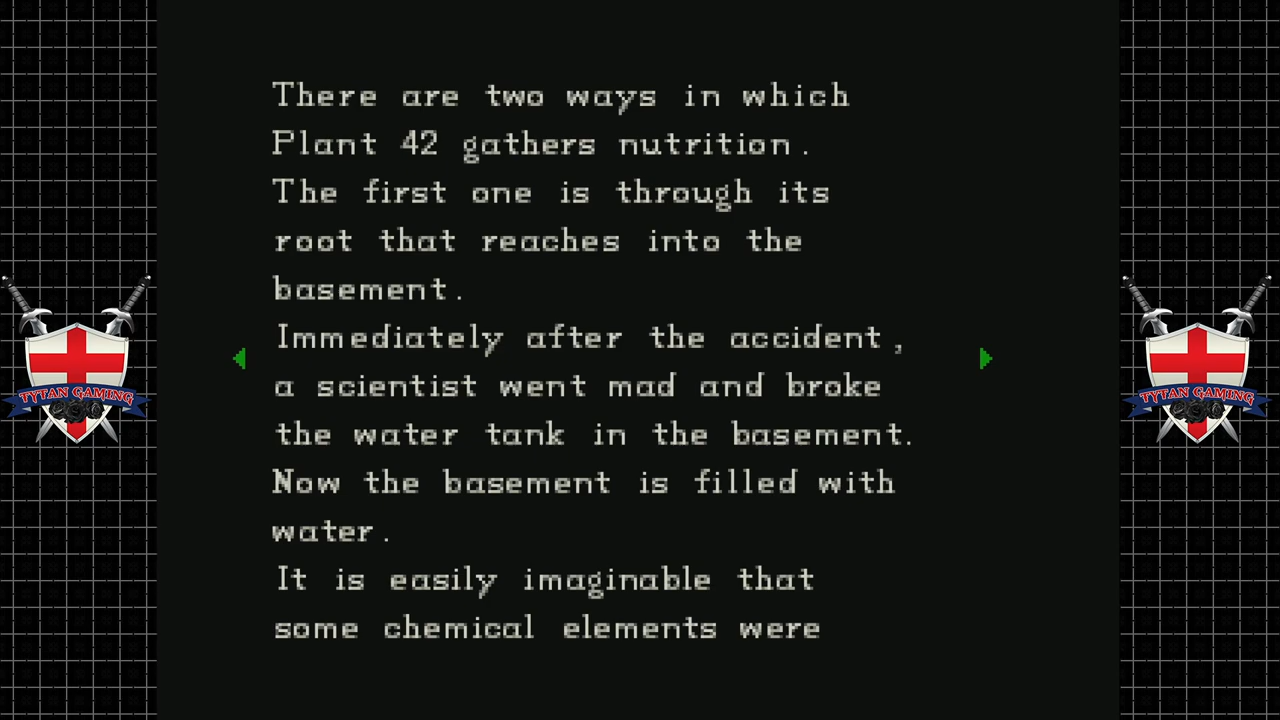 There are two ways in which
Plant 42 gathers nutrition.
The first one is through its
root that reaches into the
basement.
Immediately after the accident,
a scientist went mad and broke
the water tank in the basement.
Now the basement is filled with
water.
It is easily imaginable that
some chemical elements were
TYTAN GAMING
TYTAN GAMING